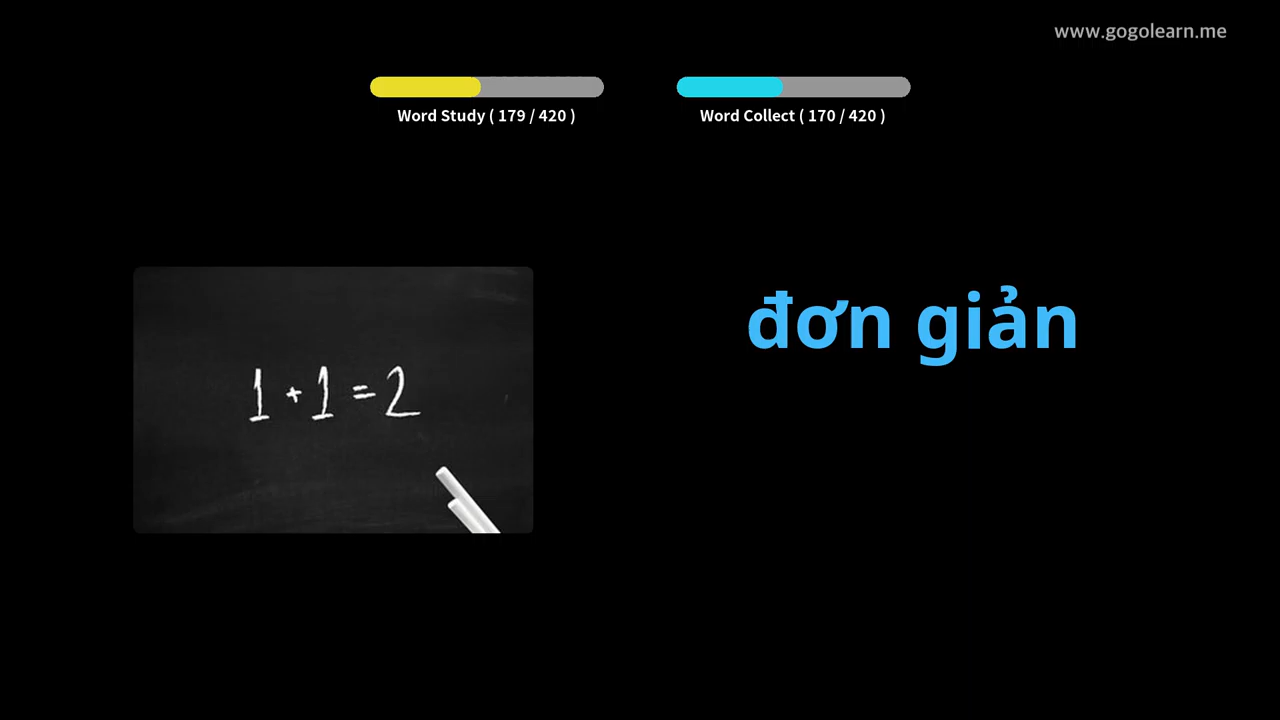 www.gogolearn.me
Word Study ( 179 / 420 )
Word Collect ( 170 / 420 )
đơn giản
1 + 1 = 2